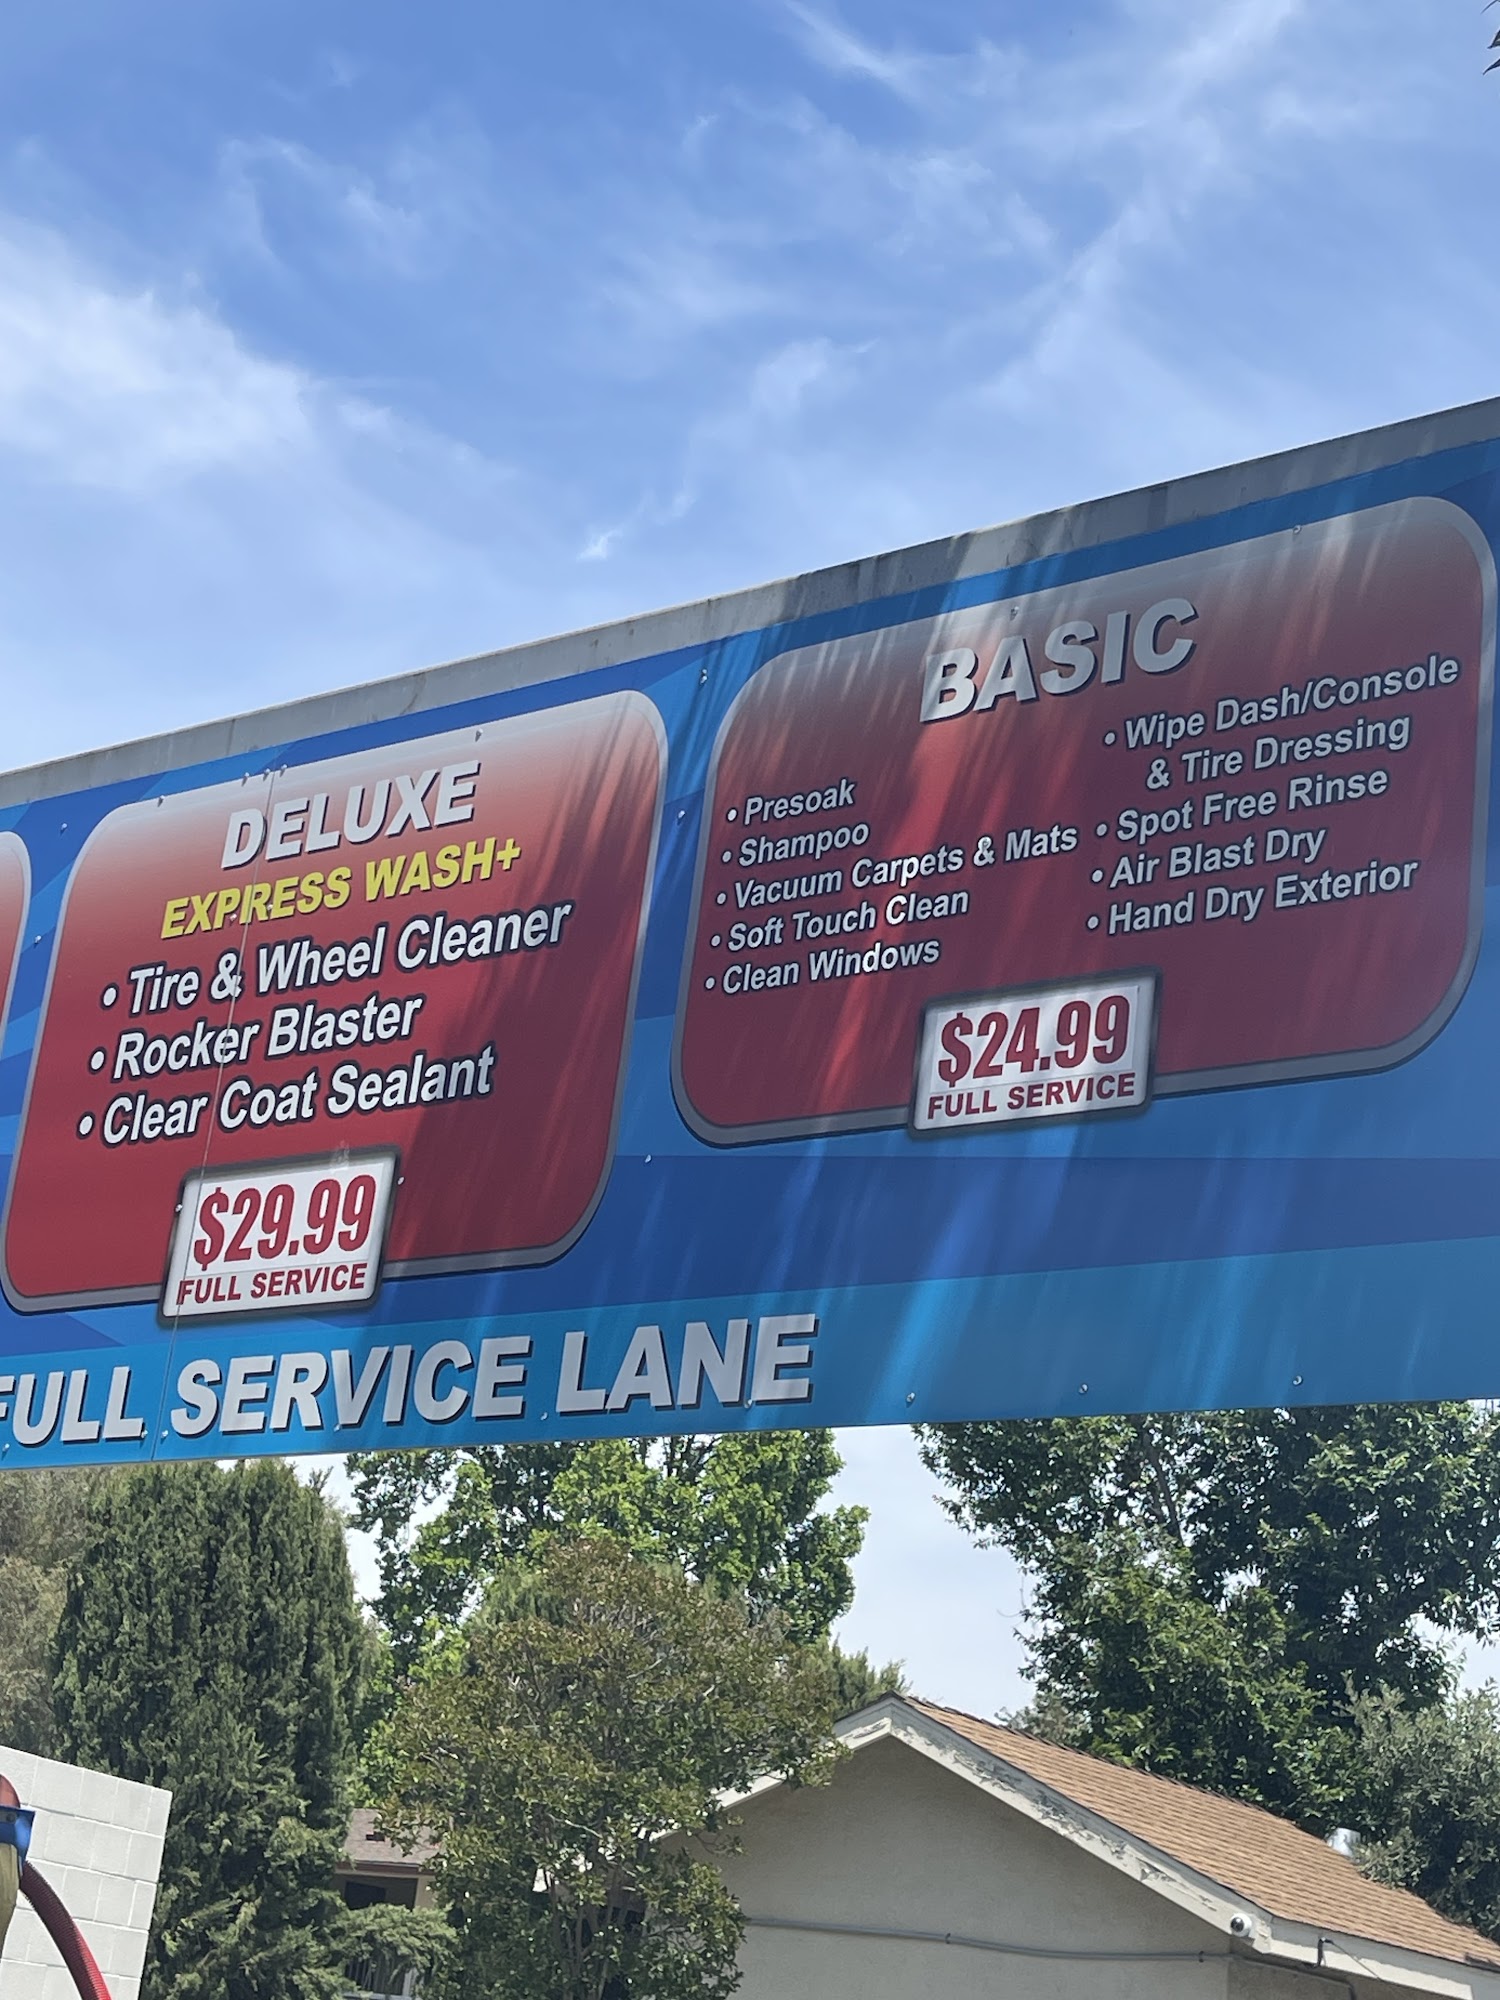 DELUXE
EXPRESS WASH+
• Tire & Wheel Cleaner
• Rocker Blaster
• Clear Coat Sealant
$29.99
FULL SERVICE
BASIC
• Presoak
• Shampoo
• Vacuum Carpets & Mats
• Soft Touch Clean
• Clean Windows
• Wipe Dash/Console
& Tire Dressing
• Spot Free Rinse
• Air Blast Dry
• Hand Dry Exterior
$24.99
FULL SERVICE
FULL SERVICE LANE